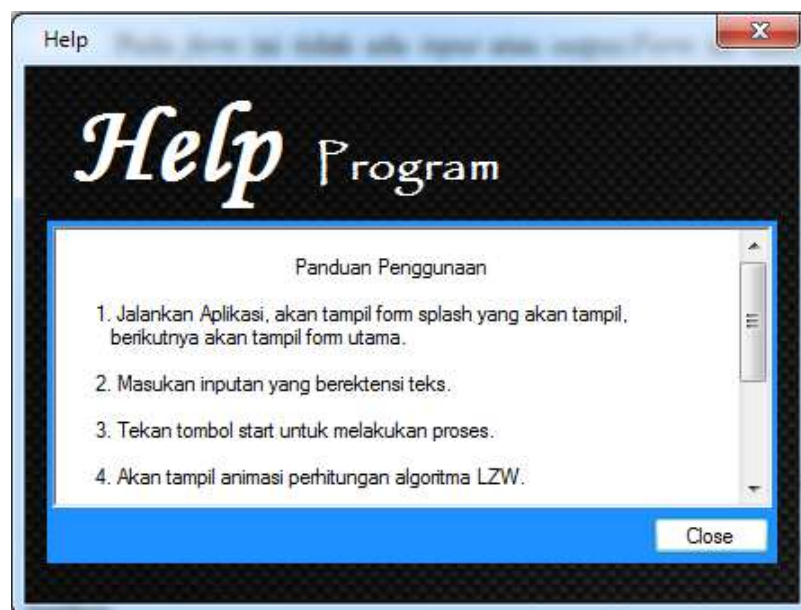 Help
Help Program
Panduan Penggunaan
1. Jalankan Aplikasi, akan tampil form splash yang akan tampil,
berikutnya akan tampil form utama.
2. Masukan inputan yang berektensi teks.
3. Tekan tombol start untuk melakukan proses.
4. Akan tampil animasi perhitungan algoritma LZW.
Close